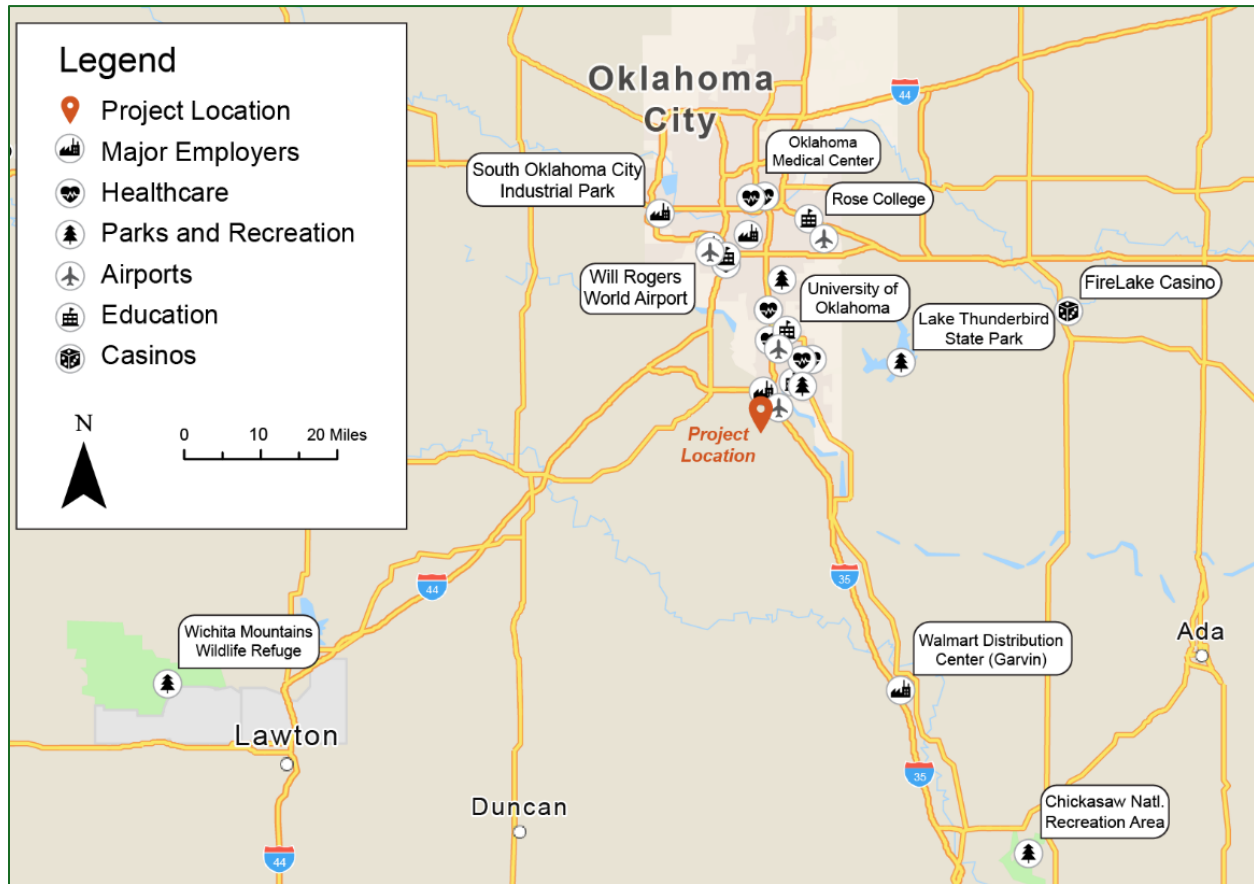 Legend
Project Location
Major Employers
Healthcare
Parks and Recreation
Airports
Education
Casinos
N
0 10 20 Miles
Oklahoma
City
44
Oklahoma
Medical Center
South Oklahoma City
Industrial Park
Rose College
Will Rogers
World Airport
University of
Oklahoma
FireLake Casino
Lake Thunderbird
State Park
Project
Location
44
35
Wichita Mountains
Wildlife Refuge
Walmart Distribution
Center (Garvin)
Ada
Lawton
35
Duncan
Chickasaw Natl.
Recreation Area
44